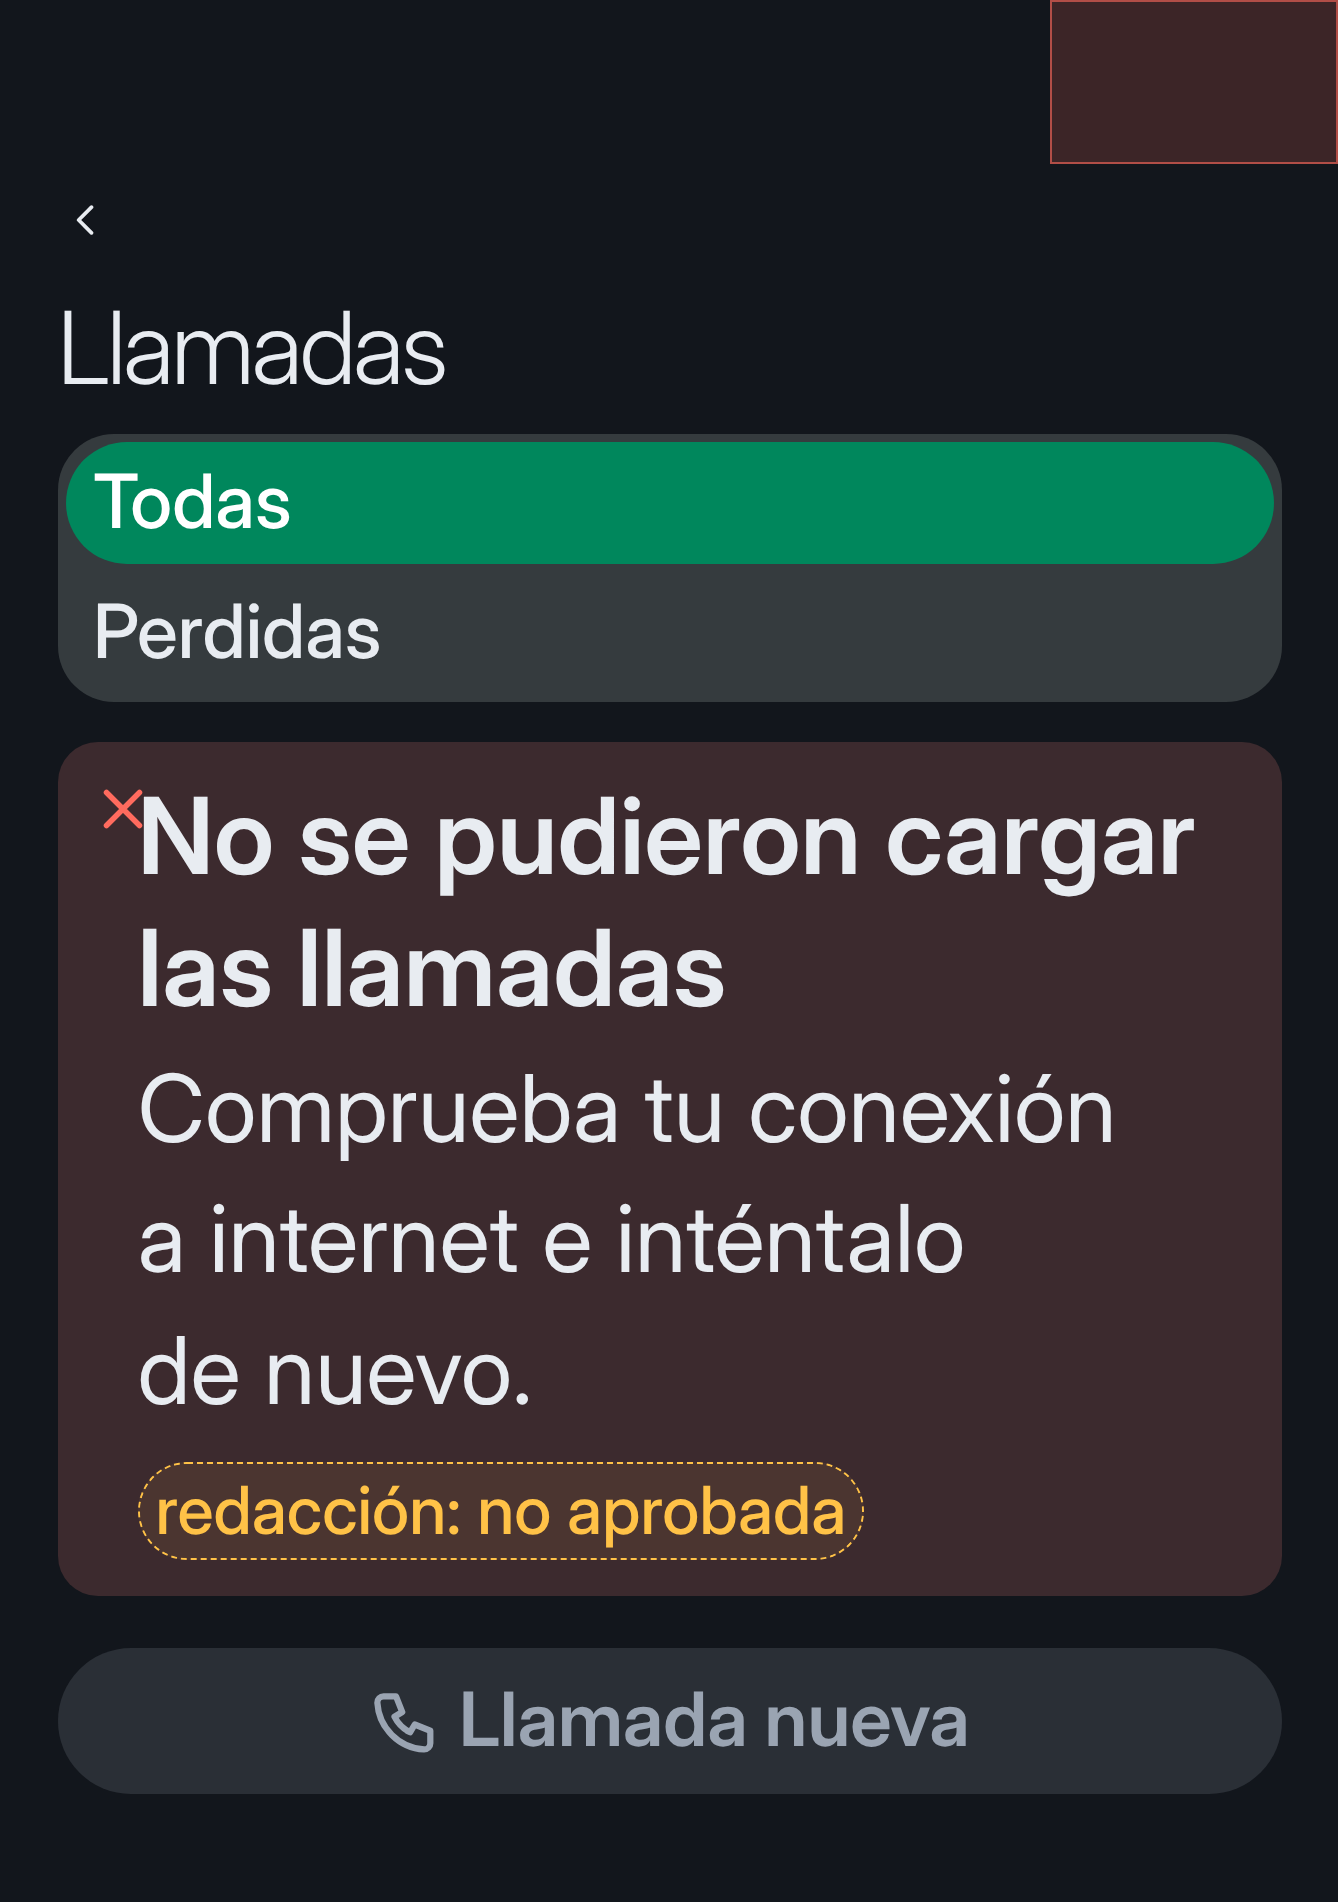 Llamadas
Todas
Perdidas
No se pudieron cargar
las llamadas
Comprueba tu conexión
a internet e inténtalo
de nuevo.
redacción: no aprobada
Llamada nueva